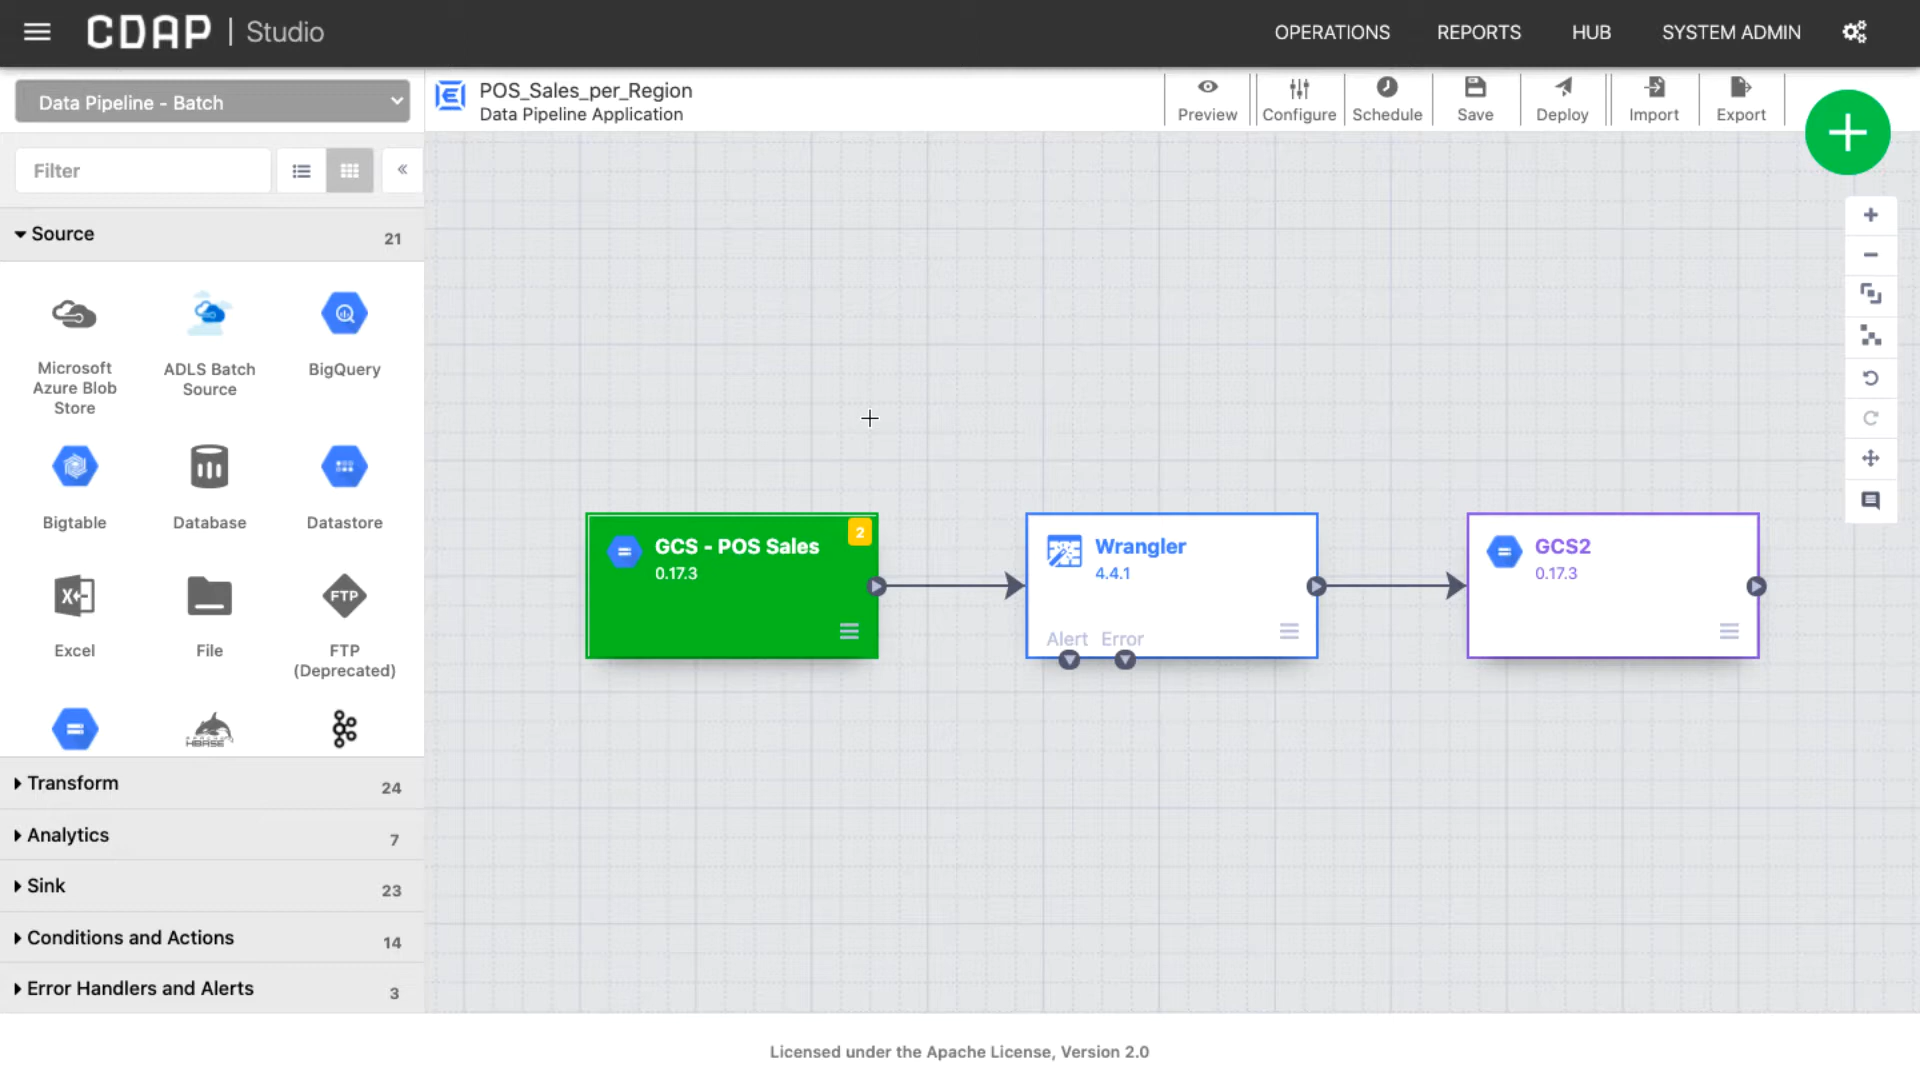 CDAP | Studio
OPERATIONS
REPORTS
HUB
SYSTEM ADMIN
Data Pipeline - Batch
POS_Sales_per_Region
Data Pipeline Application
Preview
Configure
Schedule
Save
Deploy
Import
Export
Filter
Source
21
Microsoft
Azure Blob
Store
ADLS Batch
Source
BigQuery
Bigtable
Database
Datastore
Excel
File
FTP
FTP
(Deprecated)
HBASE
Transform
24
Analytics
7
Sink
23
Conditions and Actions
14
Error Handlers and Alerts
3
GCS - POS Sales
0.17.3
2
Wrangler
4.4.1
Alert Error
GCS2
0.17.3
Licensed under the Apache License, Version 2.0